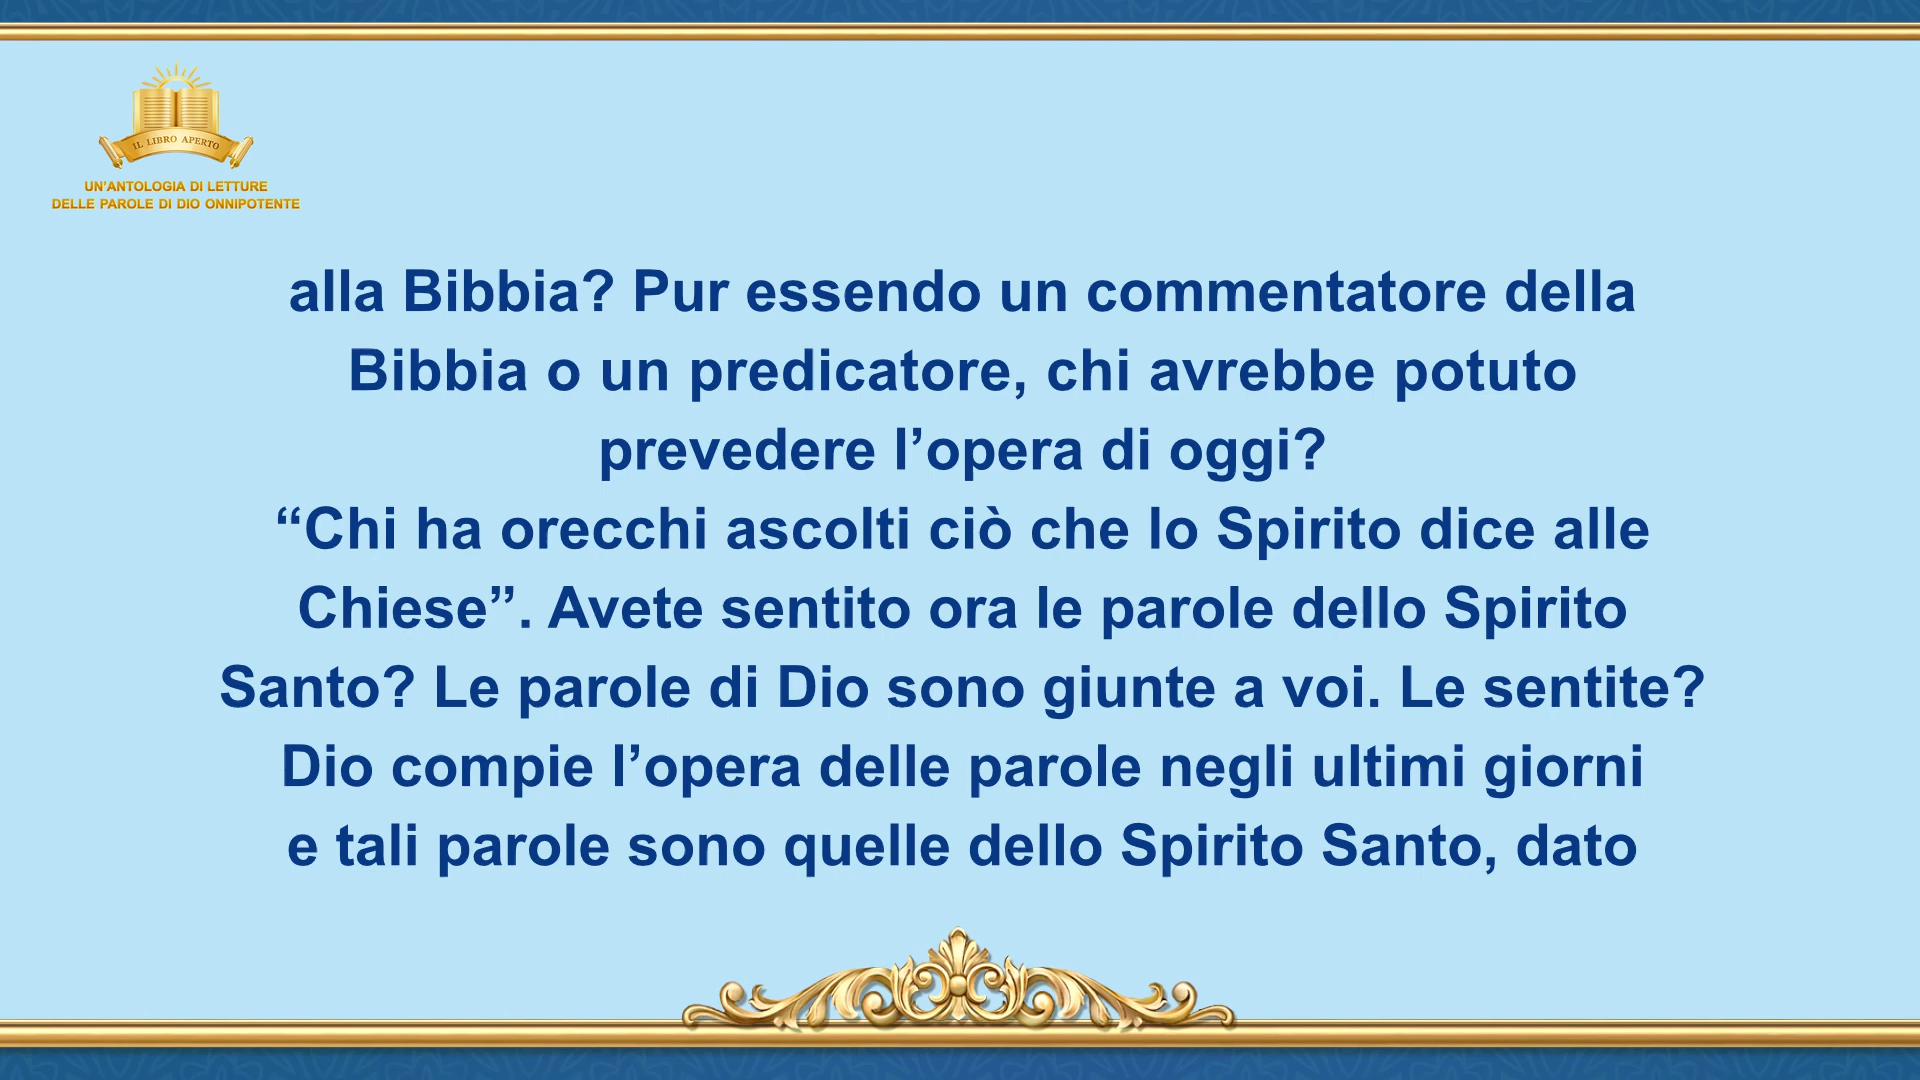 IL LIBRO APERTO
UN’ANTOLOGIA DI LETTURE
DELLE PAROLE DI DIO ONNIPOTENTE
alla Bibbia? Pur essendo un commentatore della
Bibbia o un predicatore, chi avrebbe potuto
prevedere l’opera di oggi?
“Chi ha orecchi ascolti ciò che lo Spirito dice alle
Chiese”. Avete sentito ora le parole dello Spirito
Santo? Le parole di Dio sono giunte a voi. Le sentite?
Dio compie l’opera delle parole negli ultimi giorni
e tali parole sono quelle dello Spirito Santo, dato